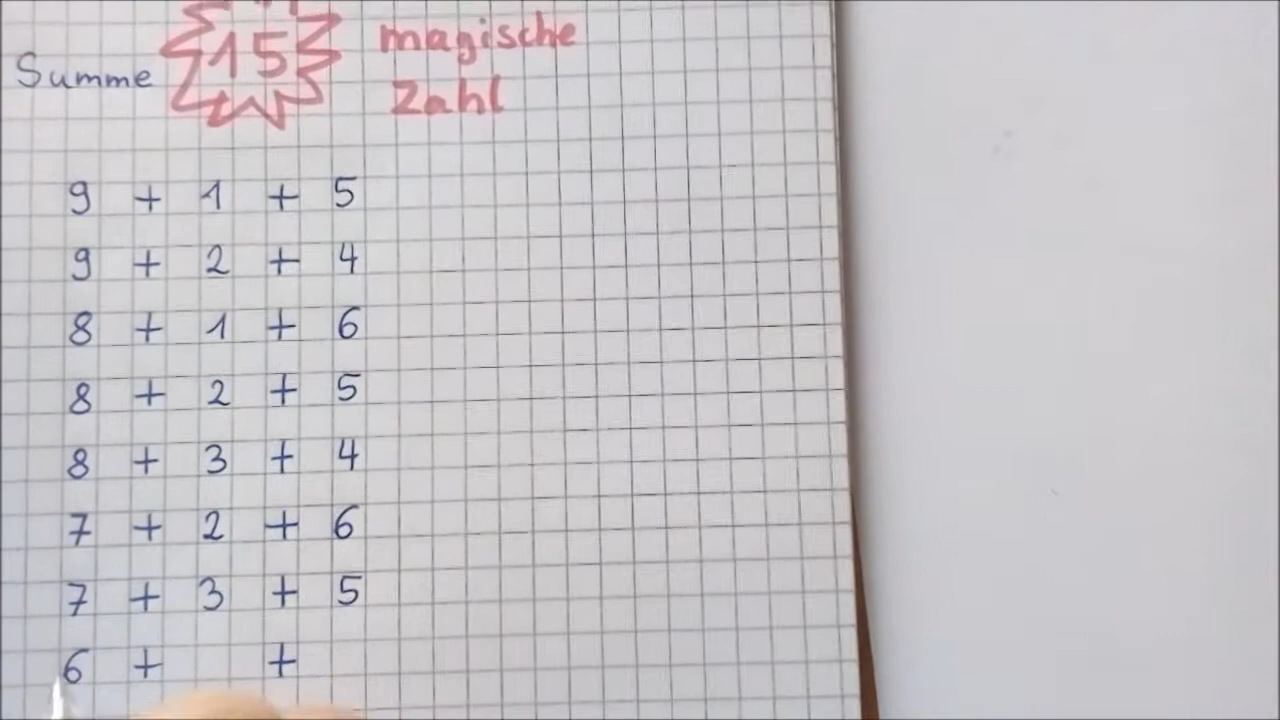 Summe 15 magische
Zahl
9 + 1 + 5
9 + 2 + 4
8 + 1 + 6
8 + 2 + 5
8 + 3 + 4
7 + 2 + 6
7 + 3 + 5
6 + +